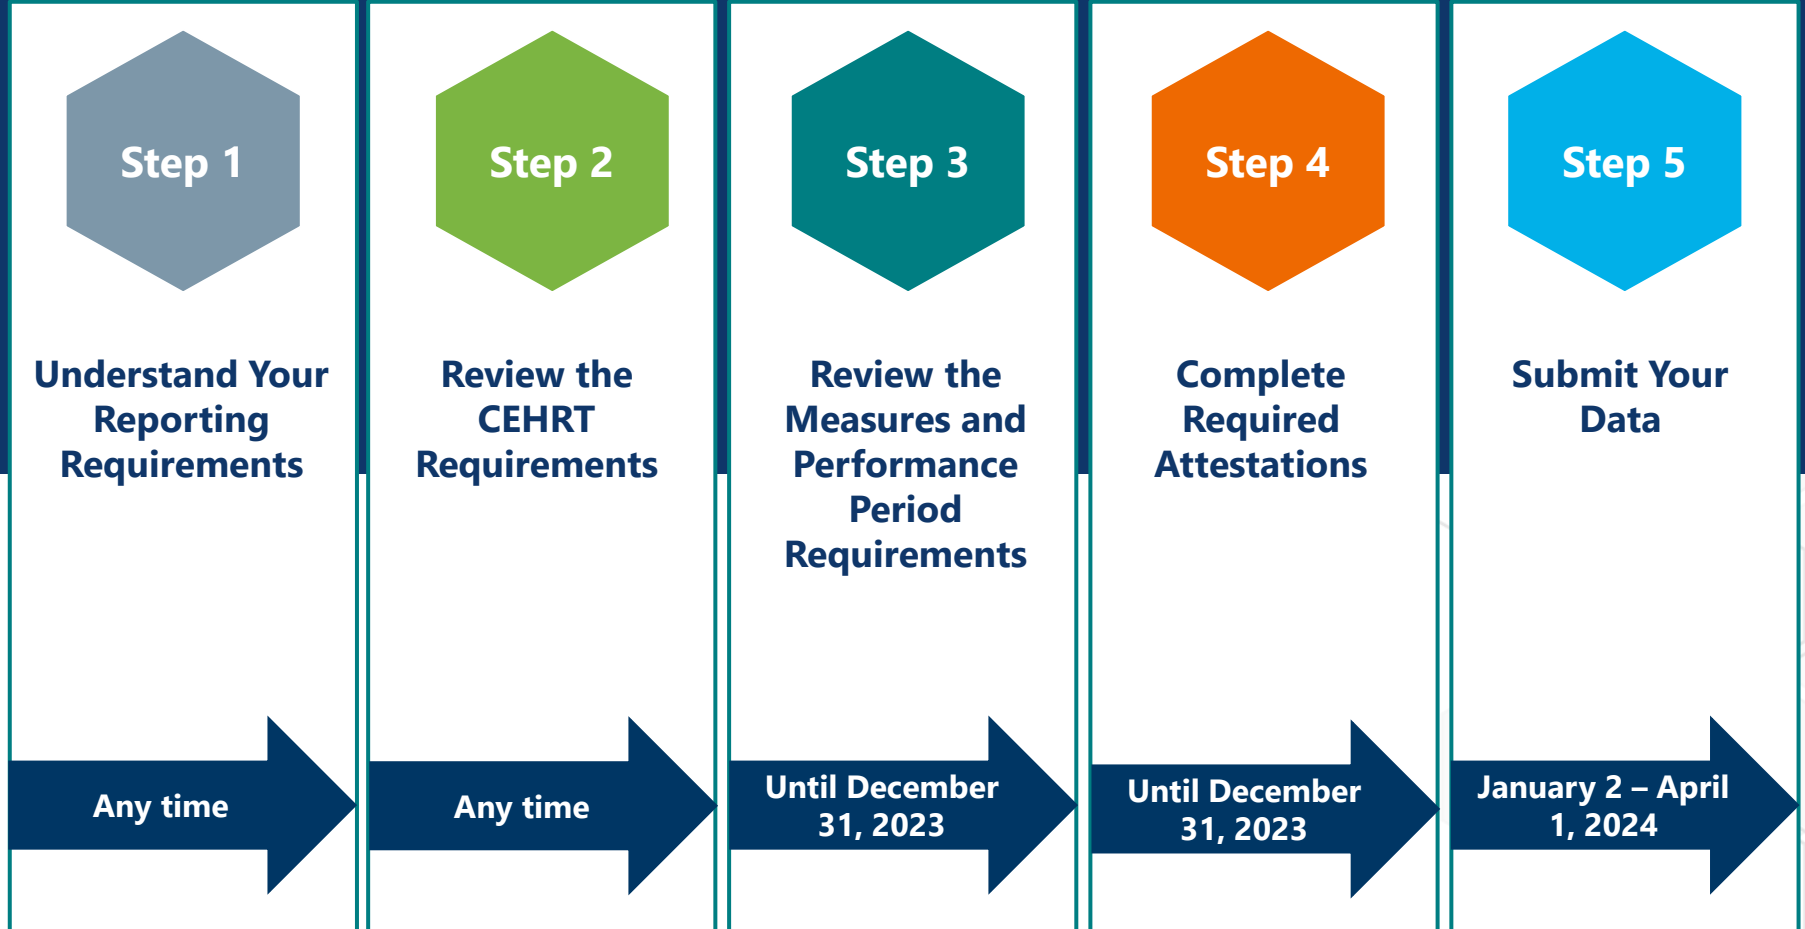 Step 1
Understand Your
Reporting
Requirements
Any time
Step 2
Review the
CEHRT
Requirements
Any time
Step 3
Review the
Measures and
Performance
Period
Requirements
Until December
31, 2023
Step 4
Complete
Required
Attestations
Until December
31, 2023
Step 5
Submit Your
Data
January 2 – April
1, 2024